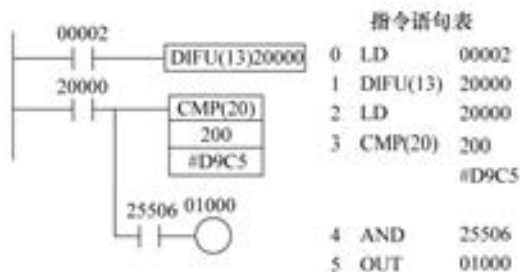 00002
DIFU(13)20000
20000
CMP(20)
200
#D9C5
25506 01000
指令语句表
0 LD 00002
1 DIFU(13) 20000
2 LD 20000
3 CMP(20) 200
#D9C5
4 AND 25506
5 OUT 01000